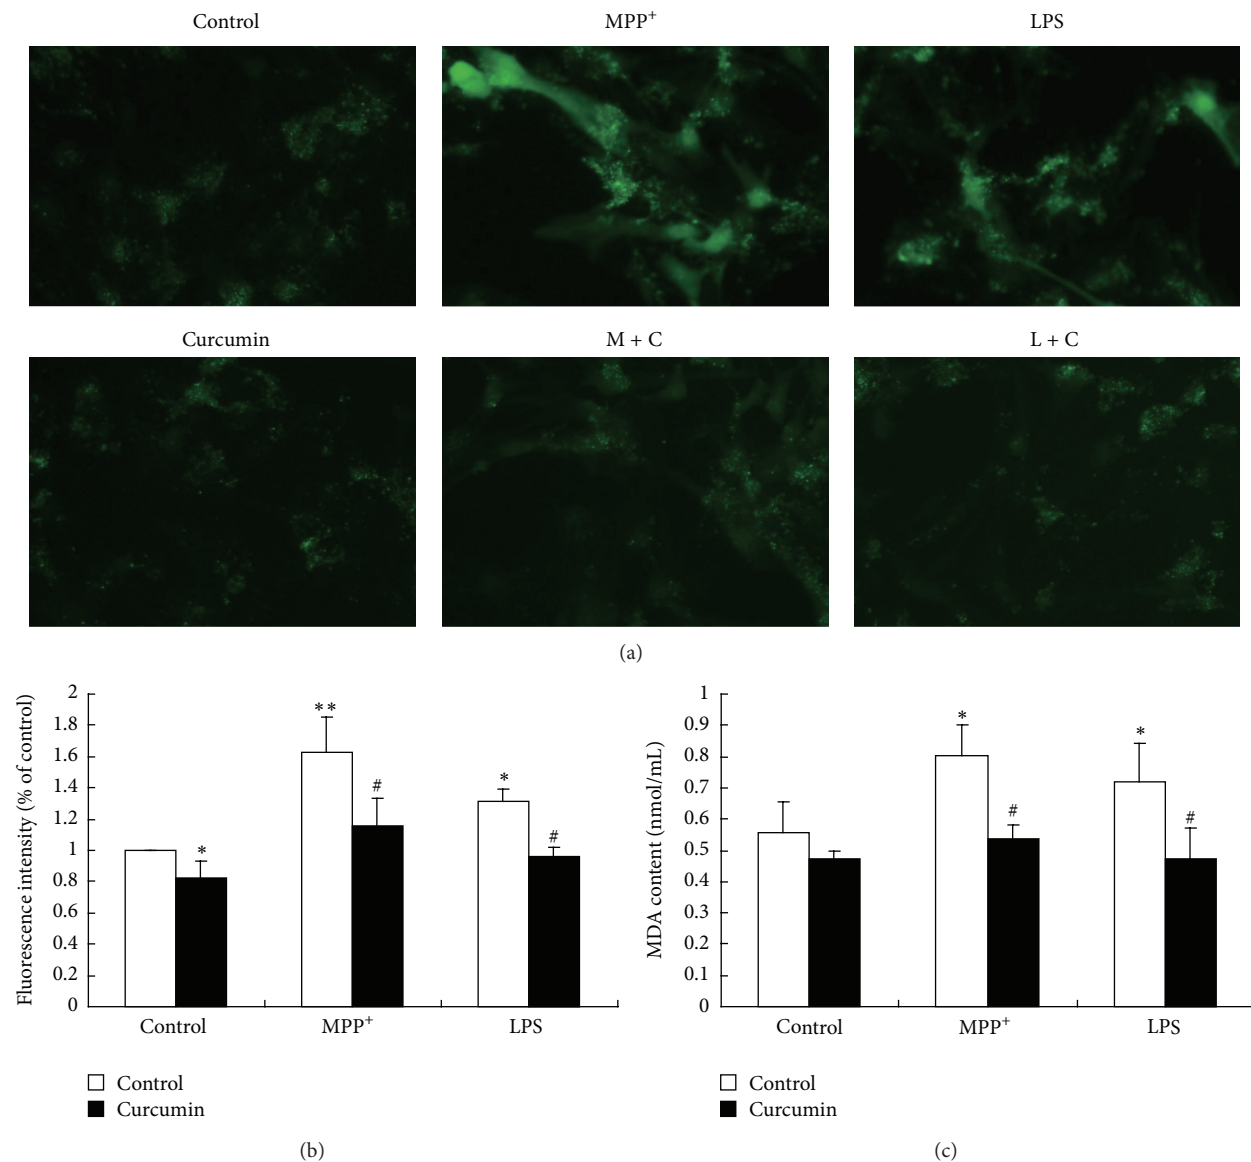 Control MPP⁺ LPS
Curcumin M + C L + C
(a)
Fluorescence intensity (% of control)
2
1.8
1.6
1.4
1.2
1
0.8
0.6
0.4
0.2
0
** # * # *
Control MPP⁺ LPS
Control
Curcumin
(b)
MDA content (nmol/mL)
1
0.9
0.8
0.7
0.6
0.5
0.4
0.3
0.2
0.1
0
* * # #
Control MPP⁺ LPS
Control
Curcumin
(c)